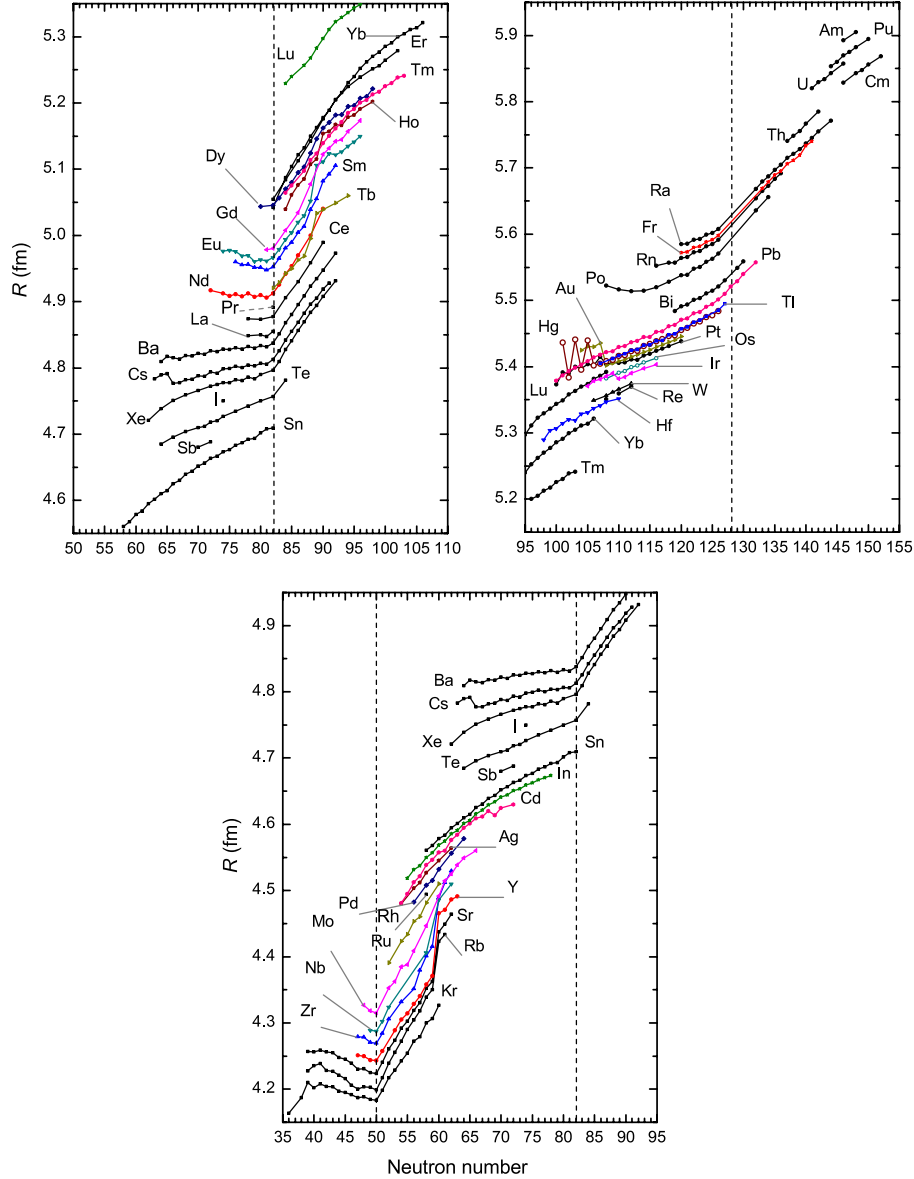 R (fm)
5.3
5.2
5.1
5.0
4.9
4.8
4.7
4.6
Lu
Yb
Er
Tm
Ho
Dy
Sm
Gd
Tb
Eu
Ce
Nd
Pr
La
Ba
Cs
Te
I
Xe
Sn
Sb
50 55 60 65 70 75 80 85 90 95 100 105 110
R (fm)
5.9
5.8
5.7
5.6
5.5
5.4
5.3
5.2
Am
Pu
U
Cm
Th
Ra
Fr
Rn
Pb
Po
Bi
Au
Tl
Hg
Pt
Os
Ir
Lu
W
Re
Hf
Yb
Tm
95 100 105 110 115 120 125 130 135 140 145 150 155
R (fm)
4.9
4.8
4.7
4.6
4.5
4.4
4.3
4.2
Ba
Cs
I
Xe
Sn
Te
Sb
In
Cd
Ag
Pd
Rh
Y
Mo
Ru
Sr
Rb
Nb
Kr
Zr
35 40 45 50 55 60 65 70 75 80 85 90 95
Neutron number